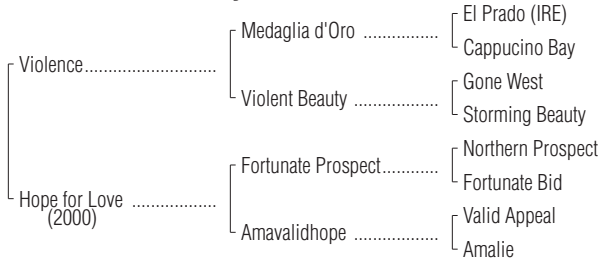 El Prado (IRE)
Medaglia d'Oro ................
Cappucino Bay
Violence............................
Gone West
Violent Beauty ..................
Storming Beauty
Northern Prospect
Fortunate Prospect............
Fortunate Bid
Hope for Love ..................
(2000)
Valid Appeal
Amavalidhope ..................
Amalie